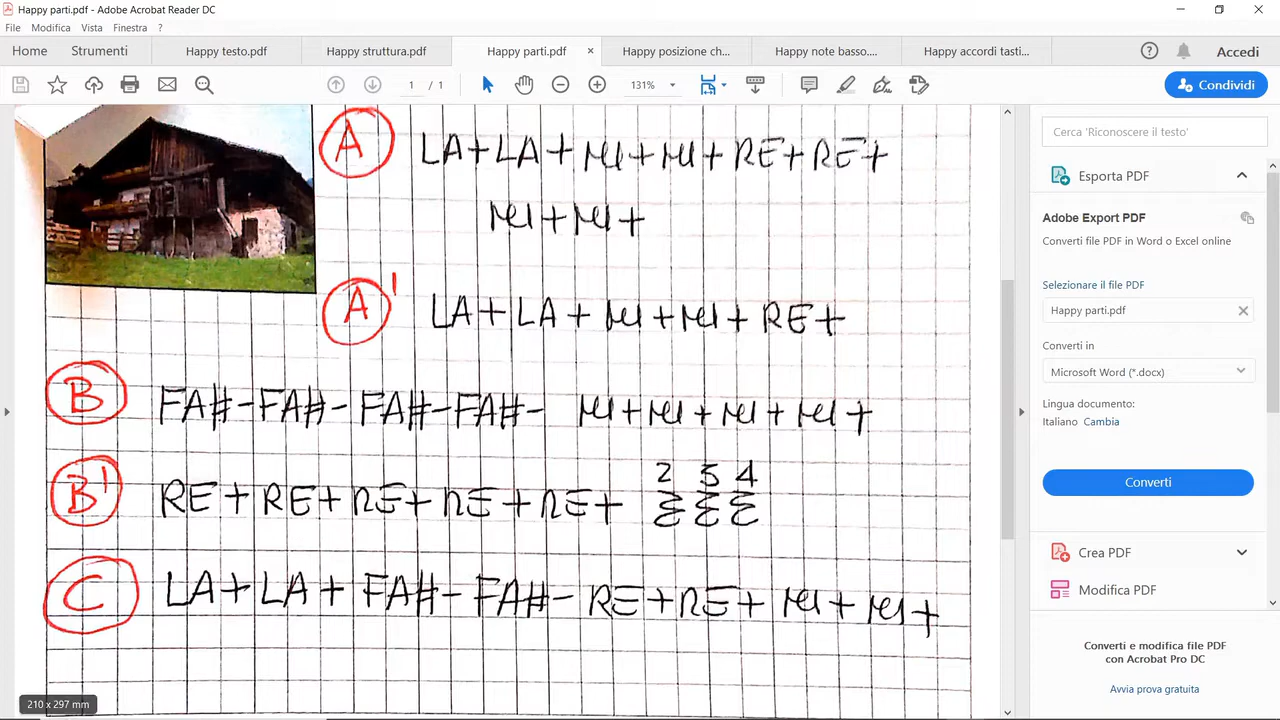 Happy parti.pdf - Adobe Acrobat Reader DC
File Modifica Vista Finestra ?
Home Strumenti Happy testo.pdf Happy struttura.pdf Happy parti.pdf × Happy posizione ch... Happy note basso.... Happy accordi tasti... Accedi
1 / 1 131% Condividi
A LA+ LA+ MI+ MI+ RE+ RE+
MI+ MI+
A' LA+ LA+ MI+ MI+ RE+
B FA#- FA#- FA#- FA#- MI+ MI+ MI+ MI+
2 3 4
B' RE+ RE+ RE+ RE+ RE+
C LA+ LA+ FA#- FA#- RE+ RE+ MI+ MI+
210 x 297 mm
Cerca 'Riconoscere il testo'
Esporta PDF
Adobe Export PDF
Converti file PDF in Word o Excel online
Selezionare il file PDF
Happy parti.pdf
Converti in
Microsoft Word (*.docx)
Lingua documento:
Italiano Cambia
Converti
Crea PDF
Modifica PDF
Converti e modifica file PDF
con Acrobat Pro DC
Avvia prova gratuita